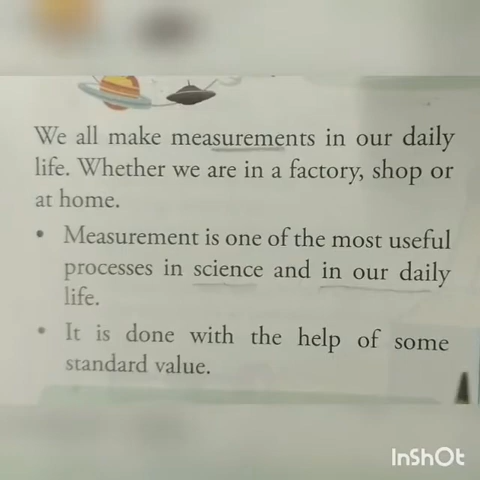 We all make measurements in our daily
life. Whether we are in a factory, shop or
at home.
• Measurement is one of the most useful
processes in science and in our daily
life.
• It is done with the help of some
standard value.
InShOt